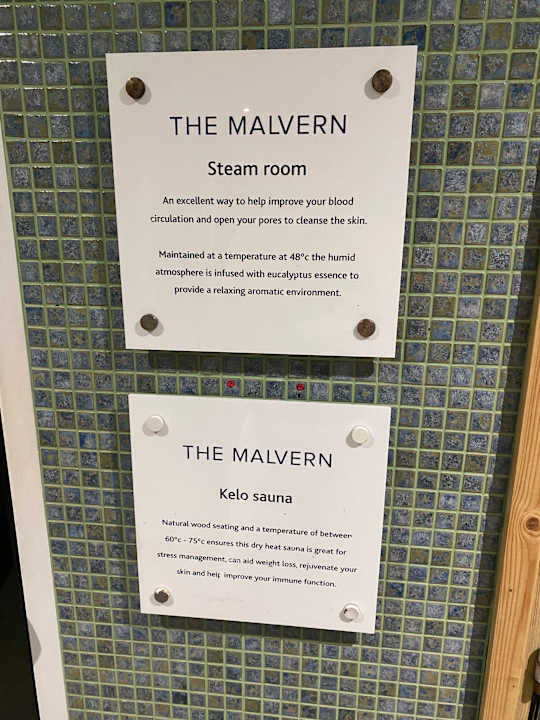 THE MALVERN
Steam room
An excellent way to help improve your blood
circulation and open your pores to cleanse the skin.
Maintained at a temperature at 48°c the humid
atmosphere is infused with eucalyptus essence to
provide a relaxing aromatic environment.
THE MALVERN
Kelo sauna
Natural wood seating and a temperature of between
60°c - 75°c ensures this dry heat sauna is great for
stress management, can aid weight loss, rejuvenate your
skin and help improve your immune function.